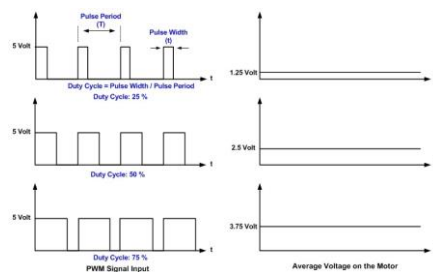 Pulse Period
(T)
Pulse Width
(t)
5 Volt
t
Duty Cycle = Pulse Width / Pulse Period
Duty Cycle: 25 %
1.25 Volt
5 Volt
t
Duty Cycle: 50 %
2.5 Volt
5 Volt
t
Duty Cycle: 75 %
PWM Signal Input
3.75 Volt
Average Voltage on the Motor